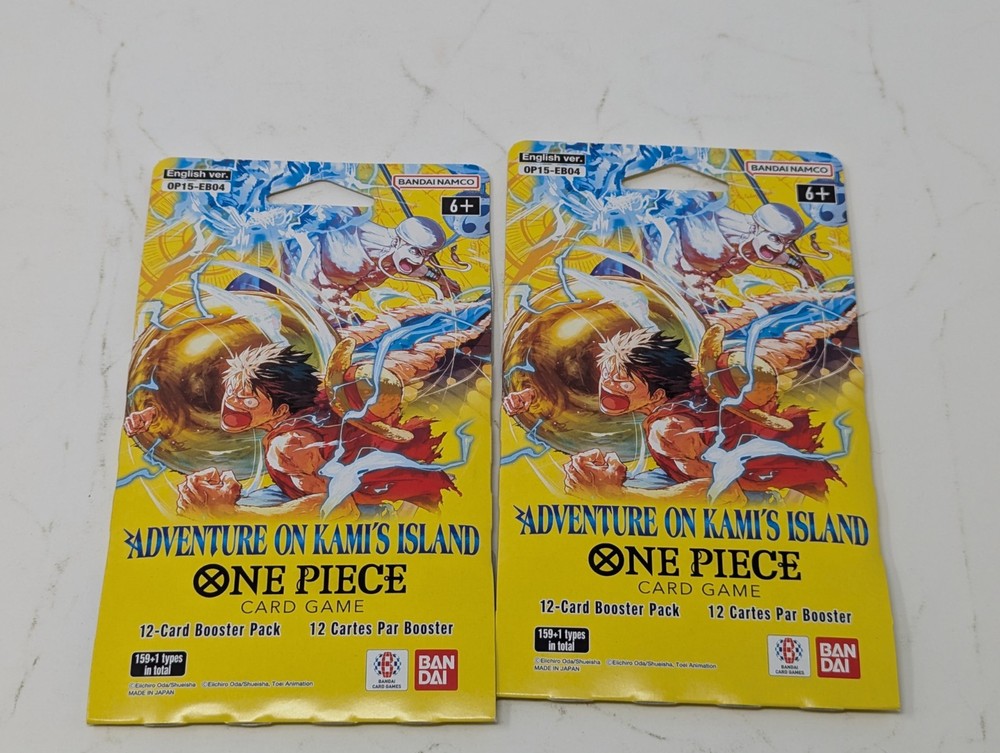 English ver.
OP15-EB04
BANDAI NAMCO
6+
ADVENTURE ON KAMI'S ISLAND
ONE PIECE
CARD GAME
12-Card Booster Pack 12 Cartes Par Booster
159+1 types
in total
©Eiichiro Oda/Shueisha ©Eiichiro Oda/Shueisha, Toei Animation
MADE IN JAPAN
BANDAI
CARD GAMES
BAN
DAI
English ver.
OP15-EB04
BANDAI NAMCO
6+
ADVENTURE ON KAMI'S ISLAND
ONE PIECE
CARD GAME
12-Card Booster Pack 12 Cartes Par Booster
159+1 types
in total
©Eiichiro Oda/Shueisha ©Eiichiro Oda/Shueisha, Toei Animation
MADE IN JAPAN
BANDAI
CARD GAMES
BAN
DAI